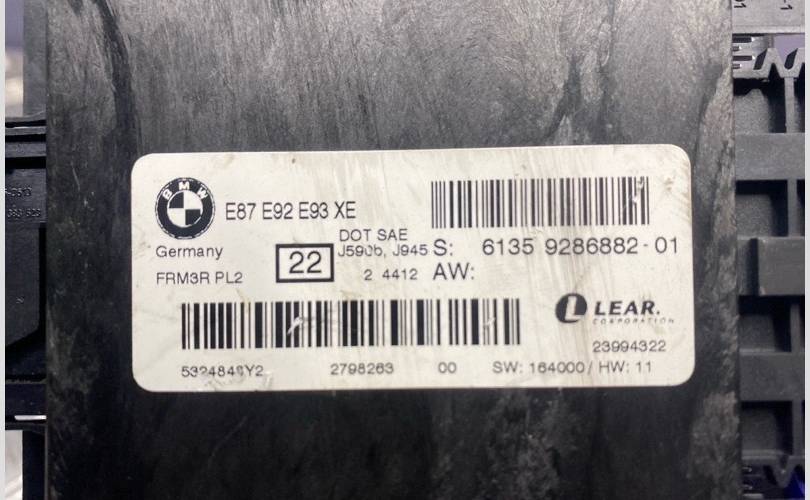 BMW
E87 E92 E93 XE
Germany
FRM3R PL2
22
DOT SAE
J590b, J945
2 4412
S: 6135 9286882-01
AW:
LEAR.
CORPORATION
23994322
2798263 00 SW: 164000/ HW: 11